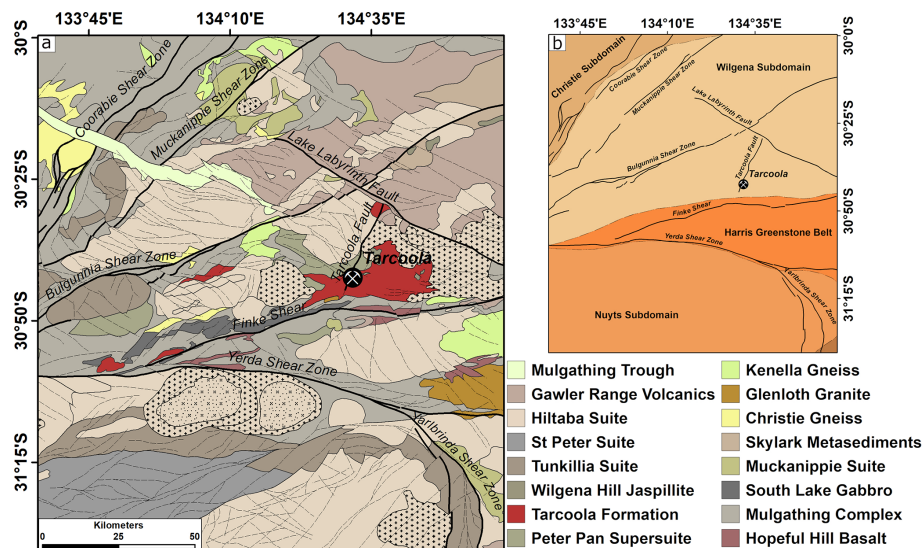 133°45'E 134°10'E 134°35'E
133°45'E 134°10'E 134°35'E
30°S
30°25'S
30°50'S
31°15'S
a
Coorabie Shear Zone
Muckanippie Shear Zone
Lake Labyrinth Fault
Tarcoola Fault
Tarcoola
Bulgunnia Shear Zone
Finke Shear
Yerda Shear Zone
Yarlbrinda Shear Zone
Kilometers
0 25 50
b
30°0'S
30°25'S
30°50'S
31°15'S
Christie Subdomain
Coorabie Shear Zone
Muckanippie Shear Zone
Wilgena Subdomain
Lake Labyrinth Fault
Bulgunnia Shear Zone
Tarcoola Fault
Tarcoola
Finke Shear
Harris Greenstone Belt
Yerda Shear Zone
Yarlbrinda Shear Zone
Nuyts Subdomain
Mulgathing Trough
Gawler Range Volcanics
Hiltaba Suite
St Peter Suite
Tunkillia Suite
Wilgena Hill Jaspillite
Tarcoola Formation
Peter Pan Supersuite
Kenella Gneiss
Glenloth Granite
Christie Gneiss
Skylark Metasediments
Muckanippie Suite
South Lake Gabbro
Mulgathing Complex
Hopeful Hill Basalt